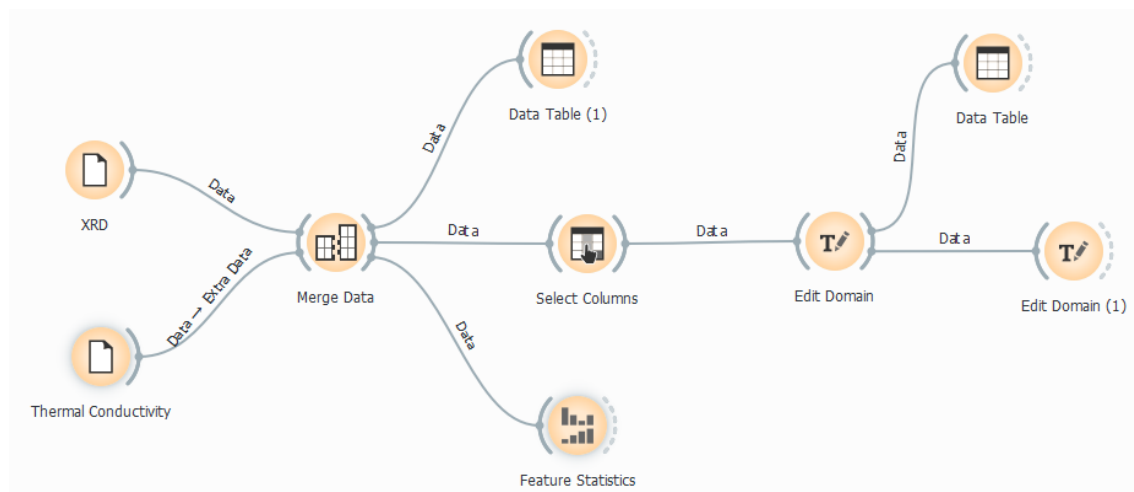 Data Table (1)
Data Table
Data
Data
XRD
Data
Data
Data
Data
Merge Data
Select Columns
Edit Domain
Edit Domain (1)
Data → Extra Data
Data
Thermal Conductivity
Feature Statistics